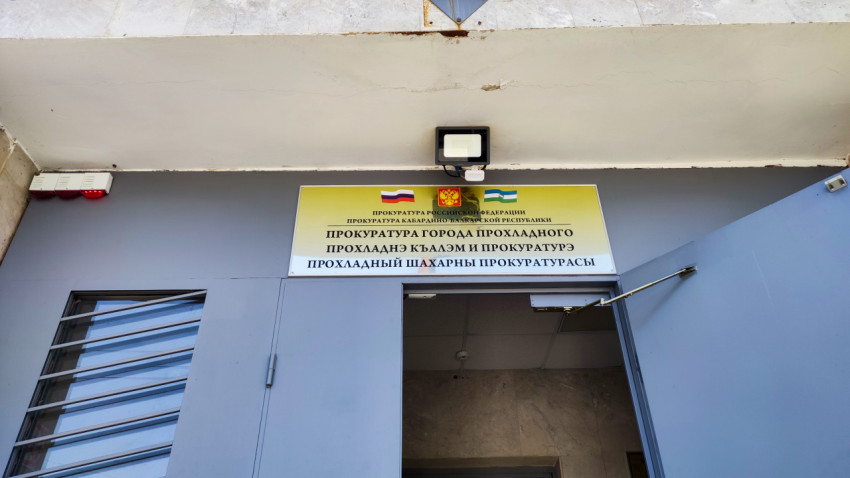 ПРОКУРАТУРА РОССИЙСКОЙ ФЕДЕРАЦИИ
ПРОКУРАТУРА КАБАРДИНО-БАЛКАРСКОЙ РЕСПУБЛИКИ
ПРОКУРАТУРА ГОРОДА ПРОХЛАДНОГО
ПРОХЛАДНЭ КЪАЛЭМ И ПРОКУРАТУРЭ
ПРОХЛАДНЫЙ ШАХАРНЫ ПРОКУРАТУРАСЫ